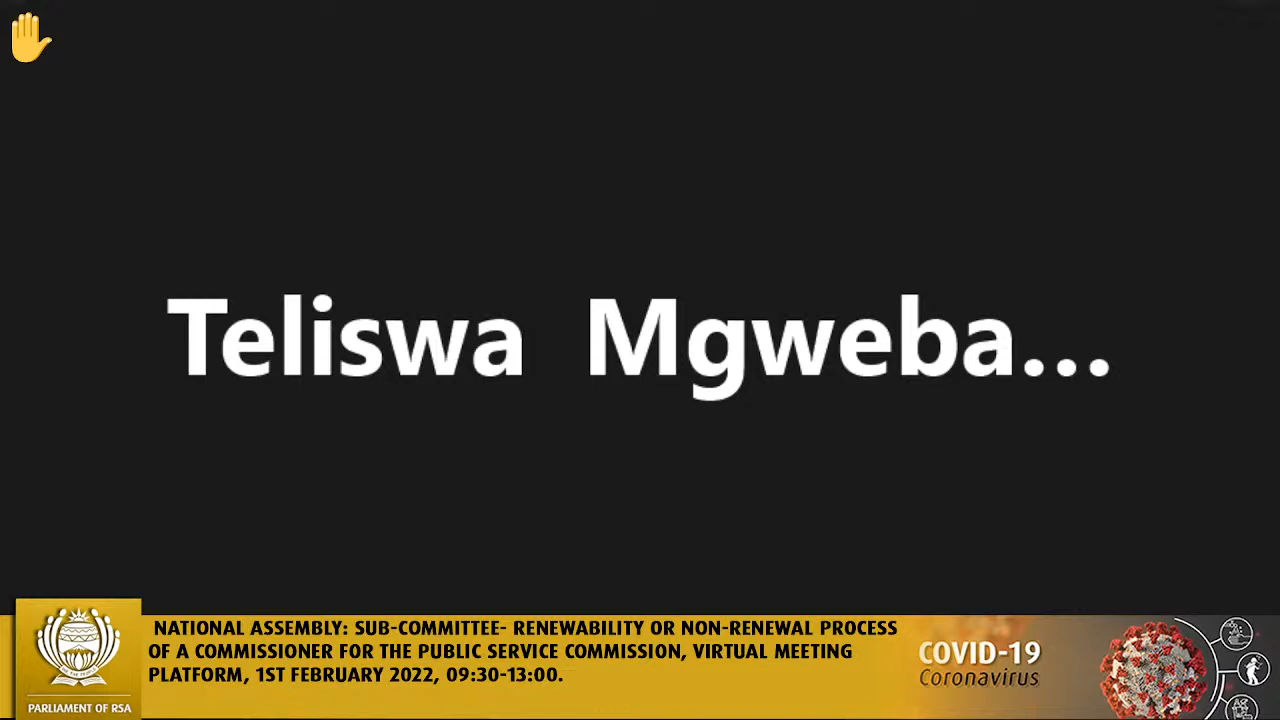 Teliswa Mgweba...
NATIONAL ASSEMBLY: SUB-COMMITTEE- RENEWABILITY OR NON-RENEWAL PROCESS
OF A COMMISSIONER FOR THE PUBLIC SERVICE COMMISSION, VIRTUAL MEETING
PLATFORM, 1ST FEBRUARY 2022, 09:30-13:00.
PARLIAMENT OF RSA
COVID-19
Coronavirus